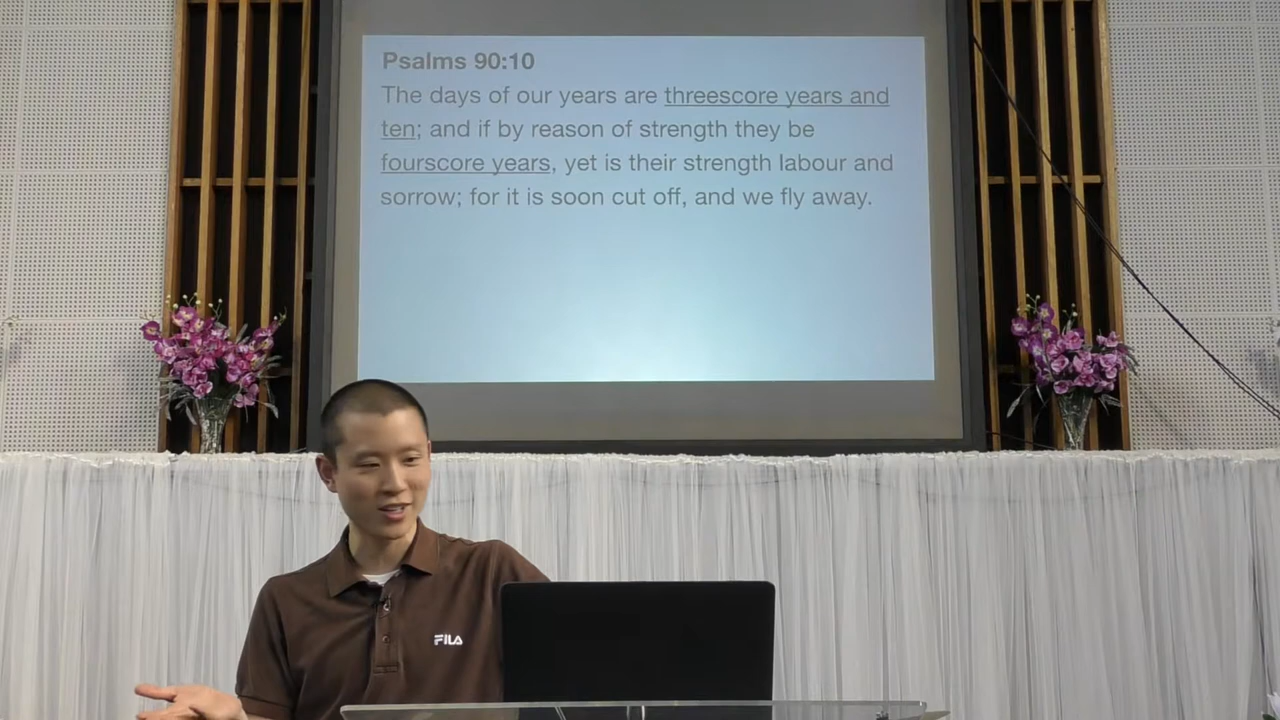 Psalms 90:10
The days of our years are threescore years and
ten; and if by reason of strength they be
fourscore years, yet is their strength labour and
sorrow; for it is soon cut off, and we fly away.
FILA